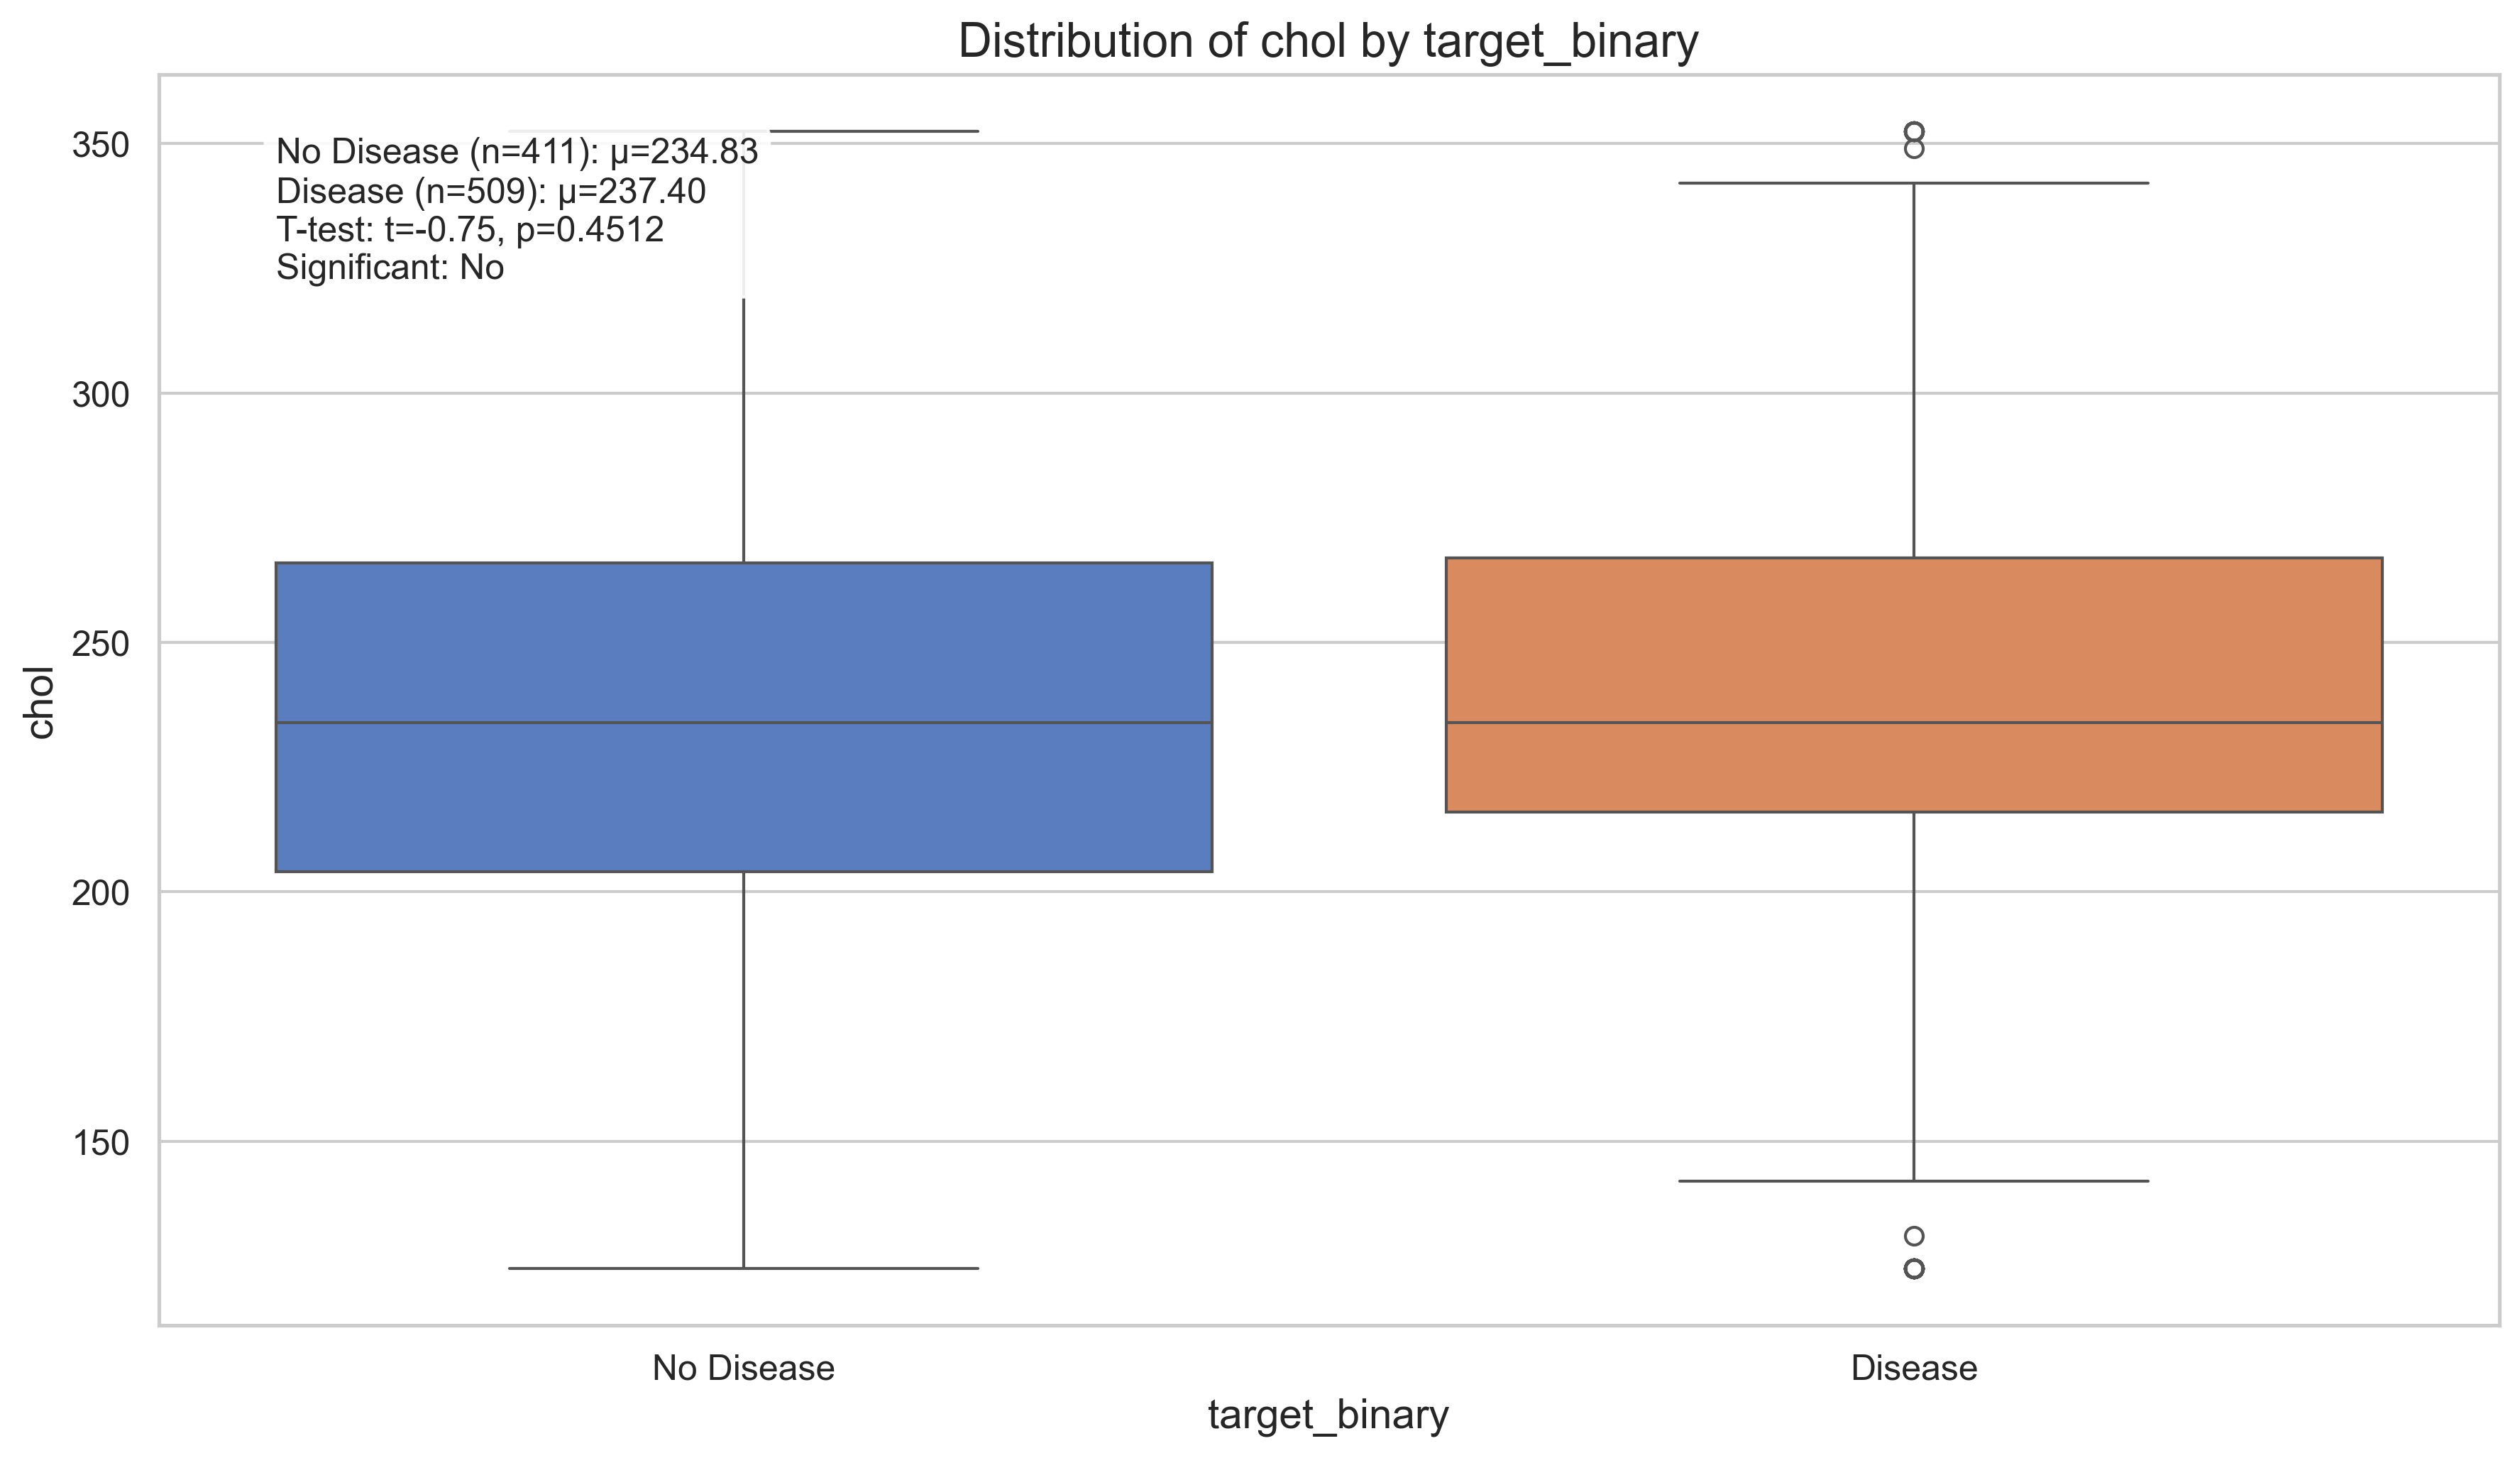 Distribution of chol by target_binary
350
300
250
200
150
chol
No Disease (n=411): µ=234.83
Disease (n=509): µ=237.40
T-test: t=-0.75, p=0.4512
Significant: No
No Disease
Disease
target_binary